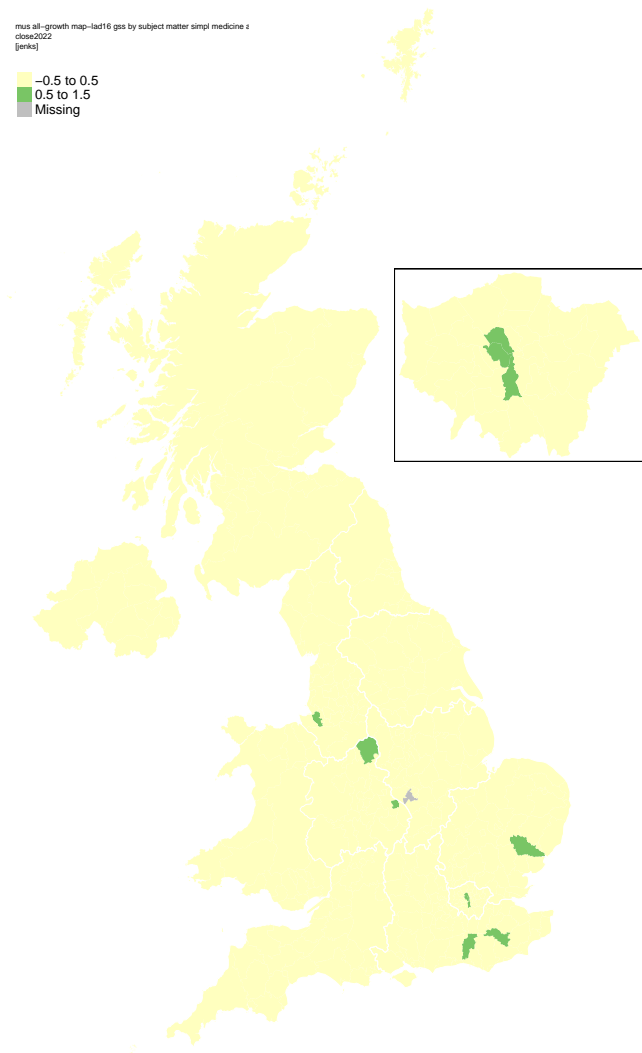 mus all−growth map−lad16 gss by subject matter simpl medicine a
close2022
[jenks]
−0.5 to 0.5
0.5 to 1.5
Missing